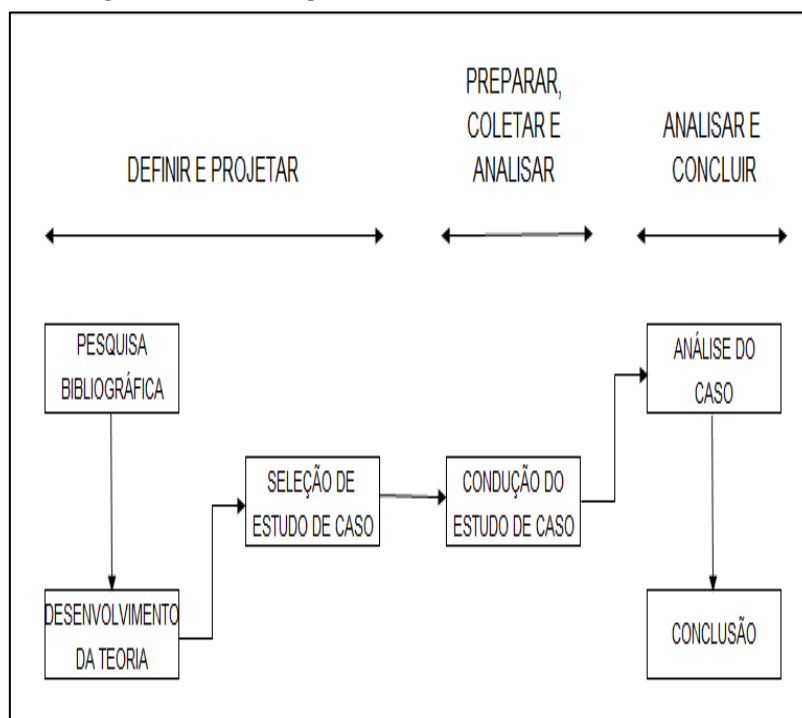 DEFINIR E PROJETAR
PREPARAR,
COLETAR E
ANALISAR
ANALISAR E
CONCLUIR
PESQUISA
BIBLIOGRÁFICA
DESENVOLVIMENTO
DA TEORIA
SELEÇÃO DE
ESTUDO DE CASO
CONDUÇÃO DO
ESTUDO DE CASO
ANÁLISE DO
CASO
CONCLUSÃO